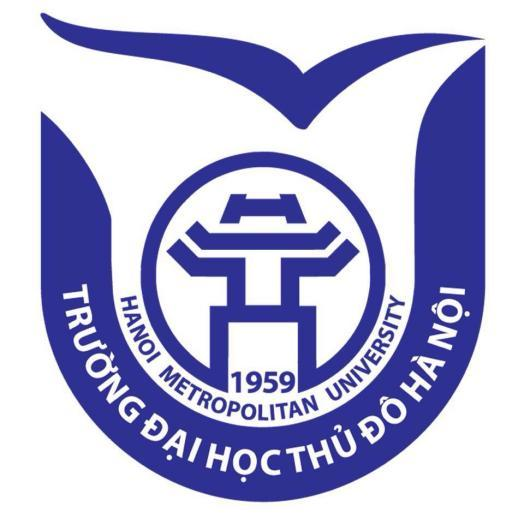 1959
HANOI METROPOLITAN UNIVERSITY
TRƯỜNG ĐẠI HỌC THỦ ĐÔ HÀ NỘI